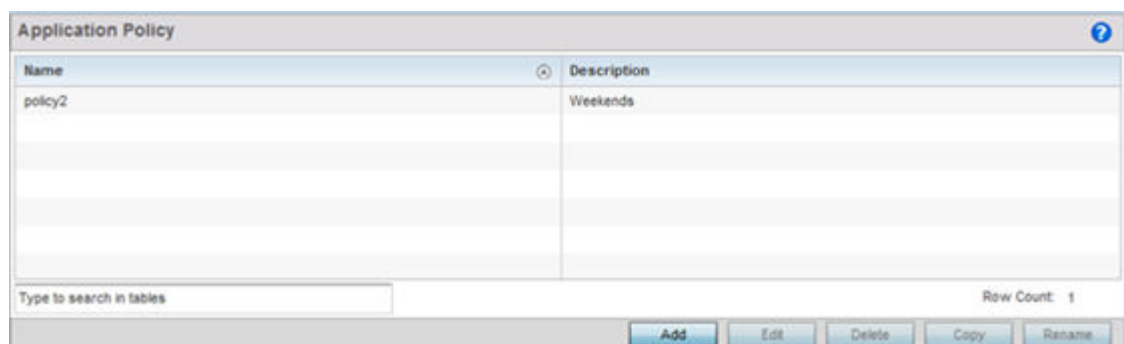 Application Policy
?
Name Description
policy2 Weekends
Type to search in tables Row Count: 1
Add Edit Delete Copy Rename